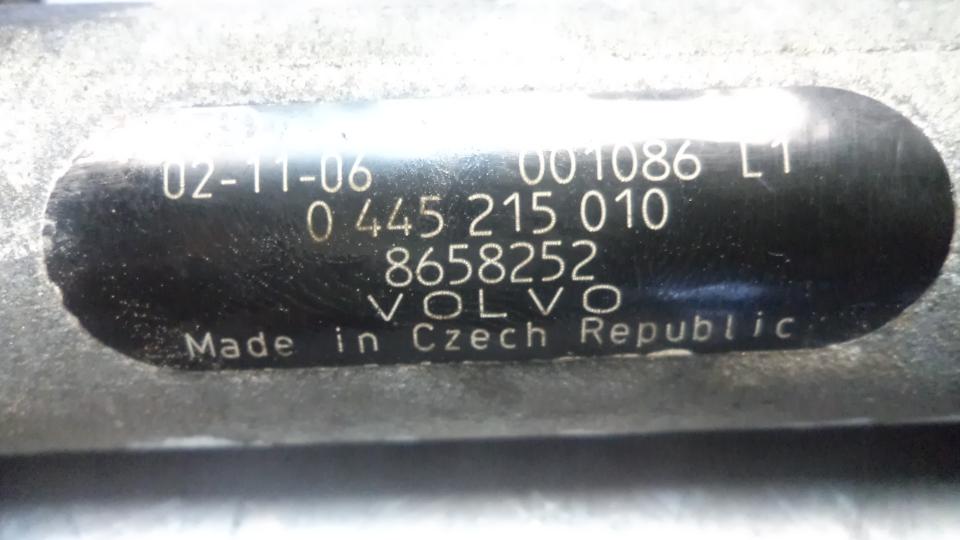 02-11-06 001086 L1
0 445 215 010
8658252
VOLVO
Made in Czech Republic